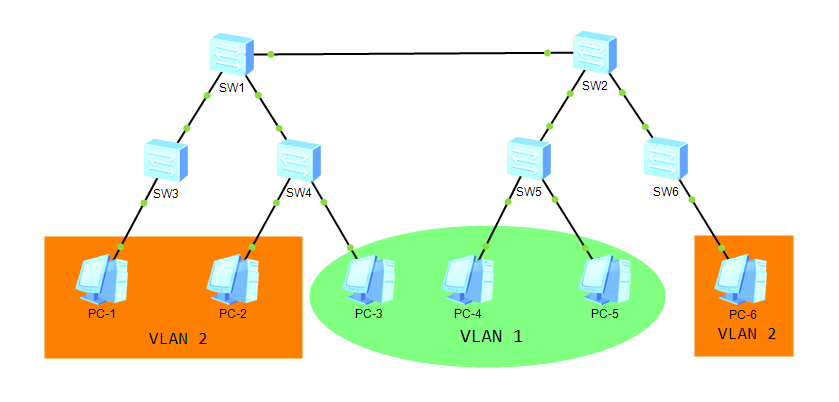 SW1
SW2
SW3
SW4
SW5
SW6
PC-1
PC-2
PC-3
PC-4
PC-5
PC-6
VLAN 2
VLAN 1
VLAN 2